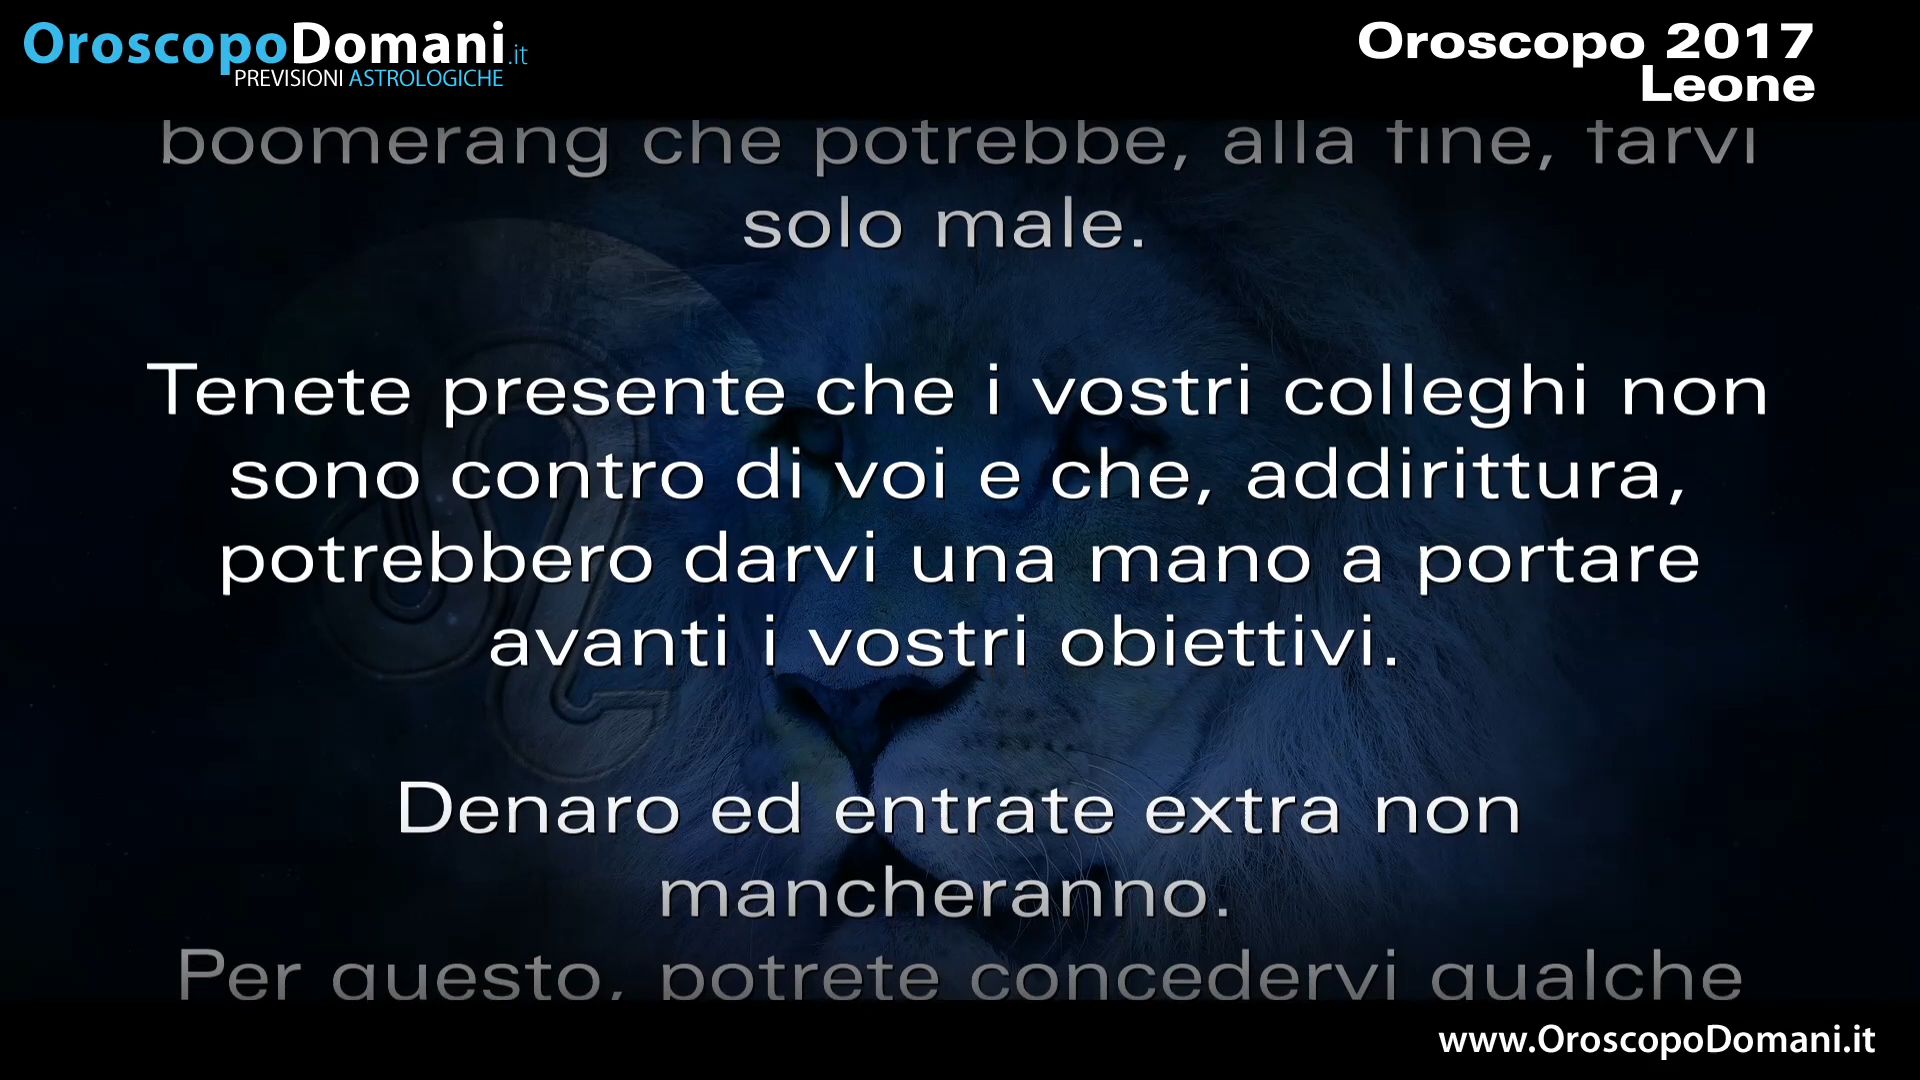 OroscopoDomani.it
PREVISIONI ASTROLOGICHE
Oroscopo 2017
Leone
boomerang che potrebbe, alla fine, farvi
solo male.
Tenete presente che i vostri colleghi non
sono contro di voi e che, addirittura,
potrebbero darvi una mano a portare
avanti i vostri obiettivi.
Denaro ed entrate extra non
mancheranno.
Per questo, potrete concedervi qualche
www.OroscopoDomani.it